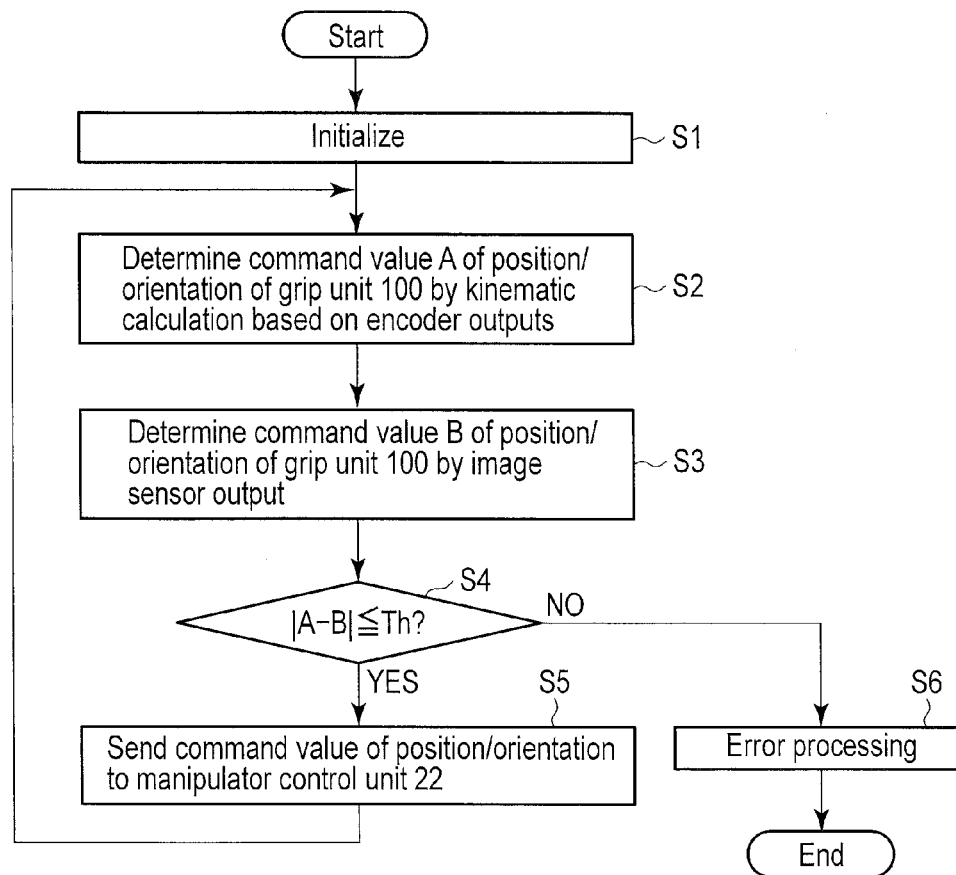 Start
Initialize
S1
Determine command value A of position/
orientation of grip unit 100 by kinematic
calculation based on encoder outputs
S2
Determine command value B of position/
orientation of grip unit 100 by image
sensor output
S3
S4
|A−B|≦Th?
NO
YES
S5
S6
Send command value of position/orientation
to manipulator control unit 22
Error processing
End